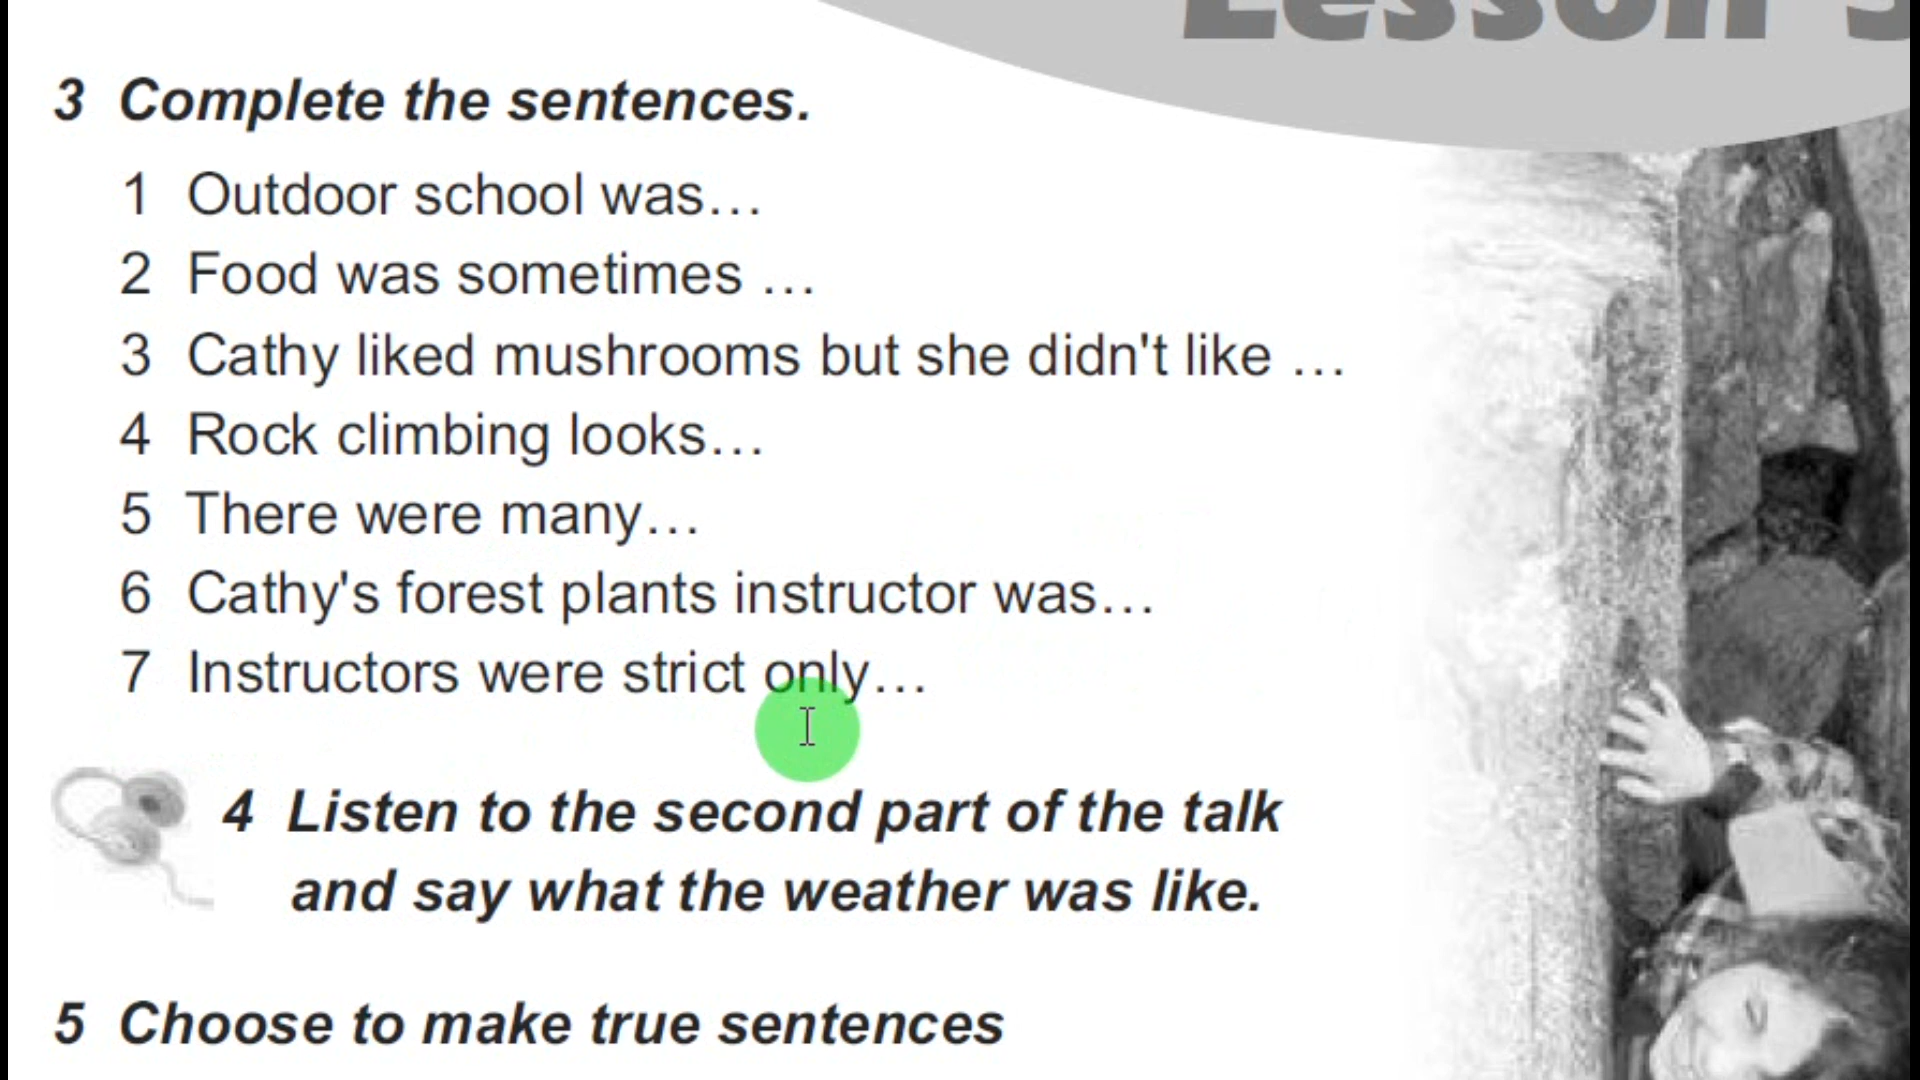 Lesson
3 Complete the sentences.
1 Outdoor school was…
2 Food was sometimes …
3 Cathy liked mushrooms but she didn't like …
4 Rock climbing looks…
5 There were many…
6 Cathy's forest plants instructor was…
7 Instructors were strict only…
4 Listen to the second part of the talk
and say what the weather was like.
5 Choose to make true sentences